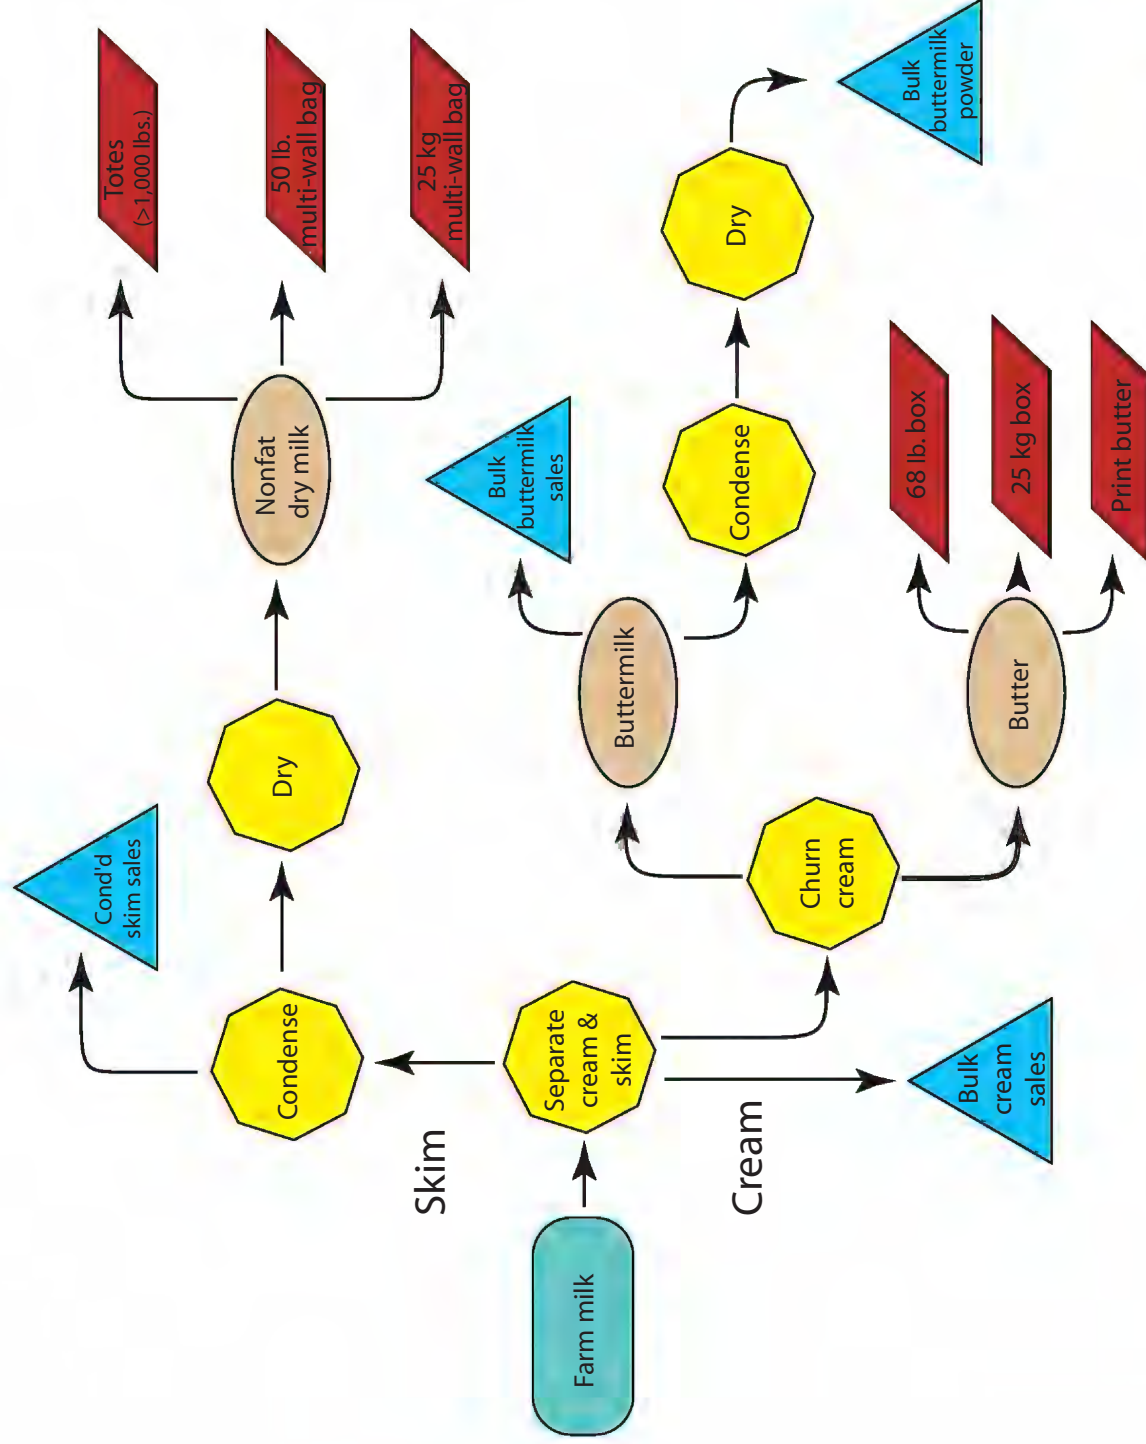 Farm milk
Separate
cream &
skim
Skim
Cream
Condense
Cond'd
skim sales
Dry
Nonfat
dry milk
Totes
(>1,000 lbs.)
50 lb.
multi-wall bag
25 kg
multi-wall bag
Bulk
cream
sales
Churn
cream
Buttermilk
Bulk
buttermilk
sales
Condense
Dry
Bulk
buttermilk
powder
Butter
68 lb. box
25 kg box
Print butter